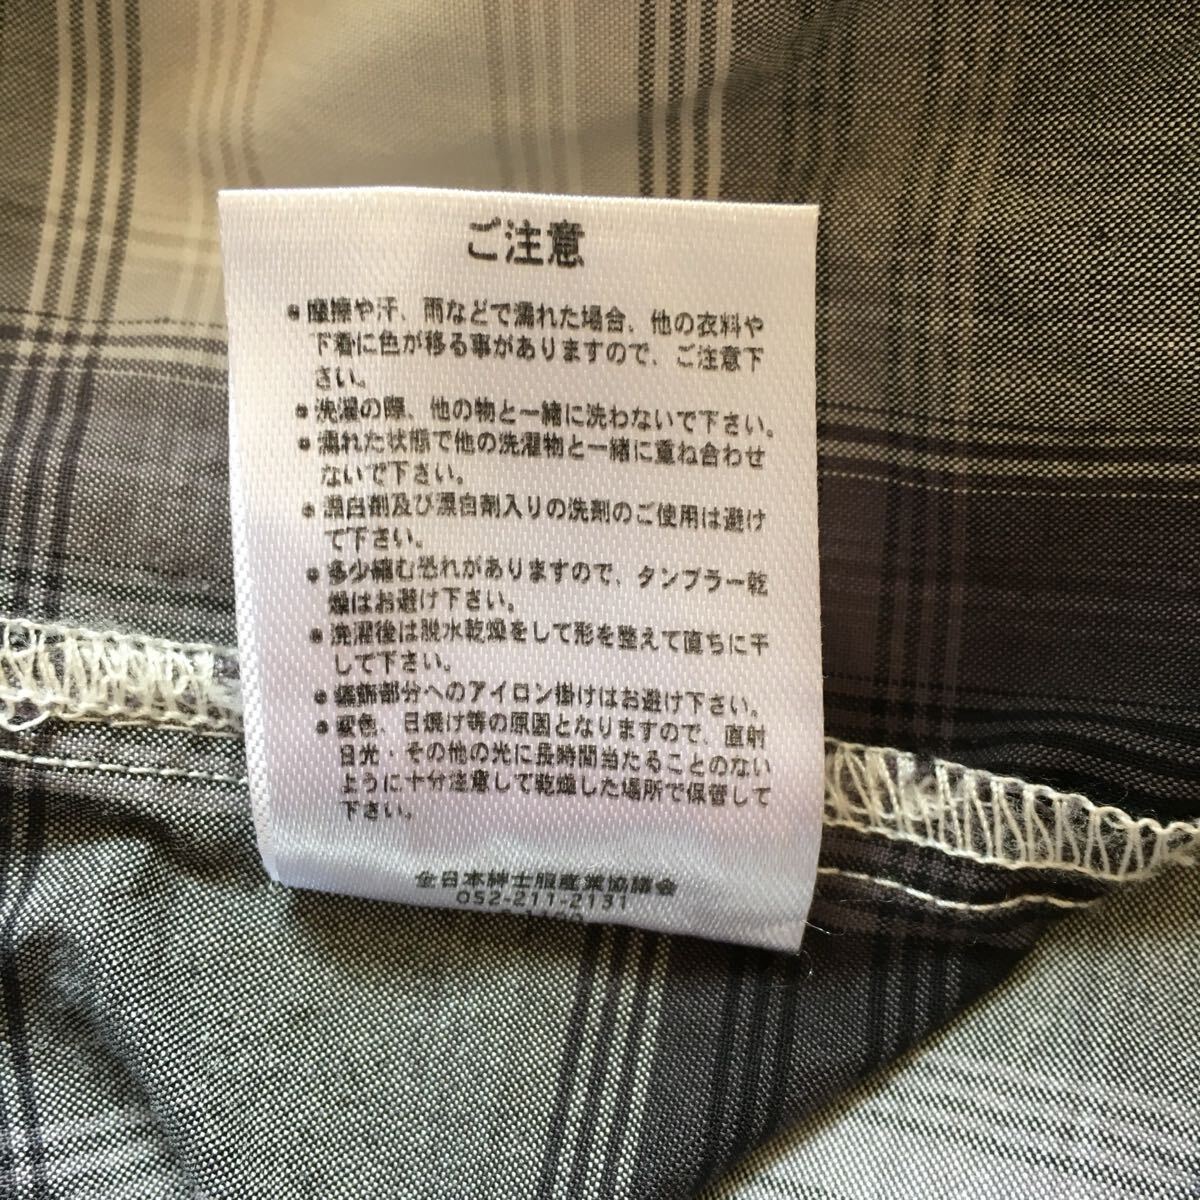 ご注意
●摩擦や汗、雨などで濡れた場合、他の衣料や
下着に色が移る事がありますので、ご注意下
さい。
●洗濯の際、他の物と一緒に洗わないで下さい。
●濡れた状態で他の洗濯物と一緒に重ね合わせ
ないで下さい。
●漂白剤及び漂白剤入りの洗剤のご使用は避け
て下さい。
●多少縮む恐れがありますので、タンブラー乾
燥はお避け下さい。
●洗濯後は脱水乾燥をして形を整えて直ちに干
して下さい。
●装飾部分へのアイロン掛けはお避け下さい。
●変色、日焼け等の原因となりますので、直射
日光・その他の光に長時間当たることのない
ように十分注意して乾燥した場所で保管して
下さい。
全日本紳士服産業協議会
052-211-2131